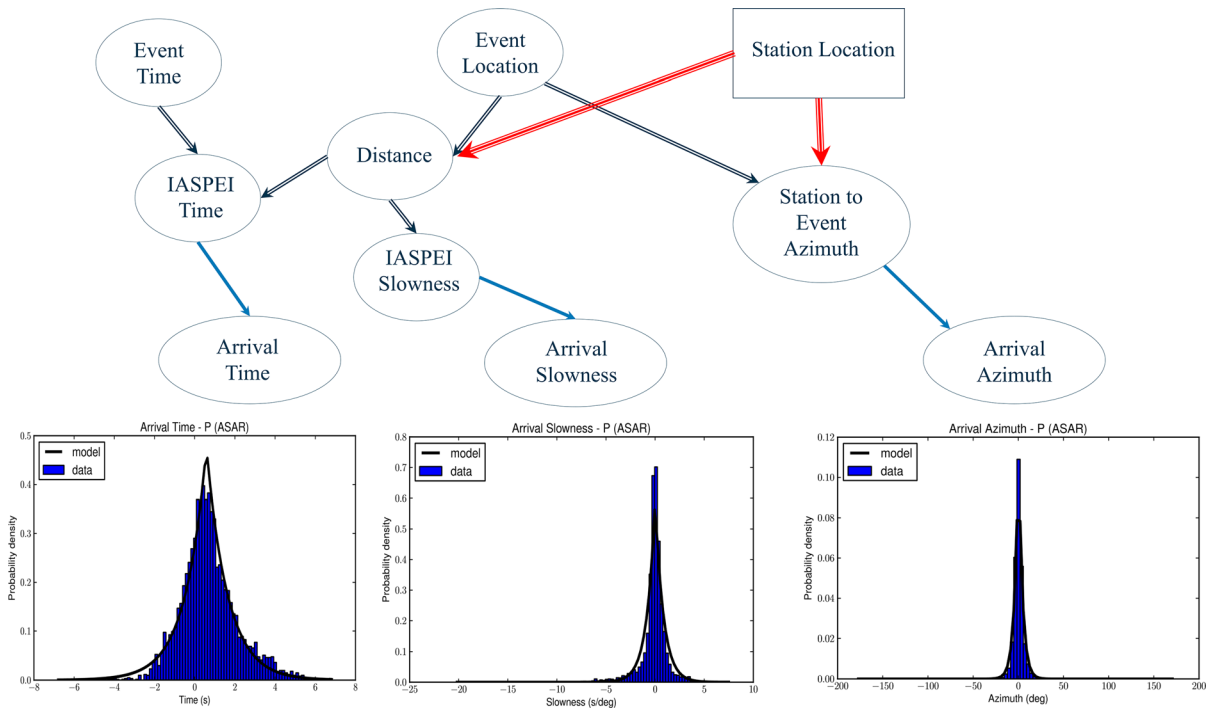 Event
Time
Event
Location
Station Location
Distance
IASPEI
Time
Station to
Event
Azimuth
IASPEI
Slowness
Arrival
Time
Arrival
Slowness
Arrival
Azimuth
Arrival Time - P (ASAR)
model
data
Probability density
0.5
0.4
0.3
0.2
0.1
0.0
−8 −6 −4 −2 0 2 4 6 8
Time (s)
Arrival Slowness - P (ASAR)
model
data
Probability density
0.8
0.7
0.6
0.5
0.4
0.3
0.2
0.1
0.0
−25 −20 −15 −10 −5 0 5 10
Slowness (s/deg)
Arrival Azimuth - P (ASAR)
model
data
Probability density
0.12
0.10
0.08
0.06
0.04
0.02
0.00
−200 −150 −100 −50 0 50 100 150 200
Azimuth (deg)